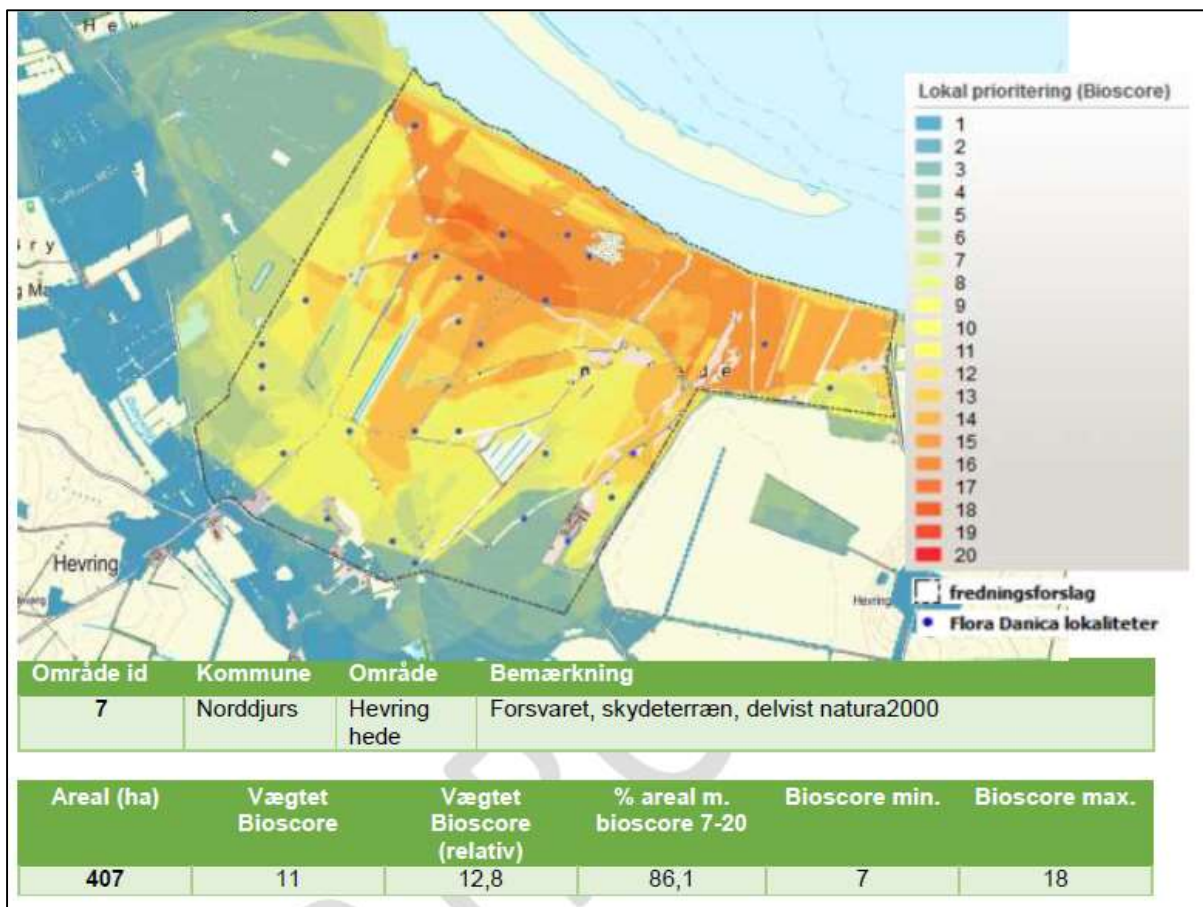 H e v
Lokal prioritering (Bioscore)
1
2
3
4
5
6
7
8
9
10
11
12
13
14
15
16
17
18
19
20
fredningsforslag
Flora Danica lokaliteter
Hevring
Hevring
Område id Kommune Område Bemærkning
7 Norddjurs Hevring Forsvaret, skydeterræn, delvist natura2000
hede
Areal (ha) Vægtet Vægtet % areal m. Bioscore min. Bioscore max.
Bioscore Bioscore bioscore 7-20
(relativ)
407 11 12,8 86,1 7 18